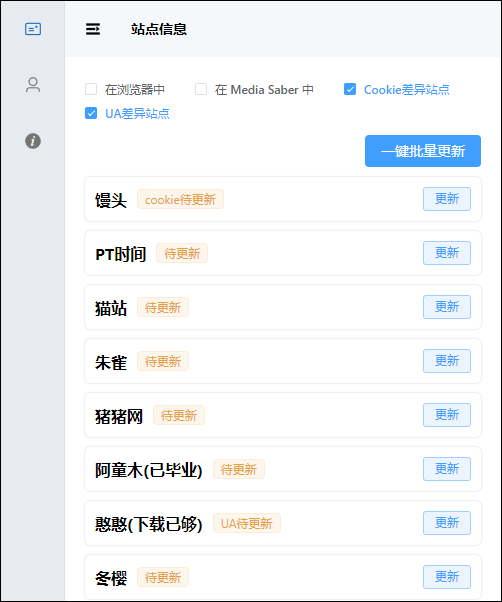 站点信息
在浏览器中 在 Media Saber 中 Cookie差异站点
UA差异站点
一键批量更新
馒头 cookie待更新 更新
PT时间 待更新 更新
猫站 待更新 更新
朱雀 待更新 更新
猪猪网 待更新 更新
阿童木(已毕业) 待更新 更新
憨憨(下载已够) UA待更新 更新
冬樱 待更新 更新